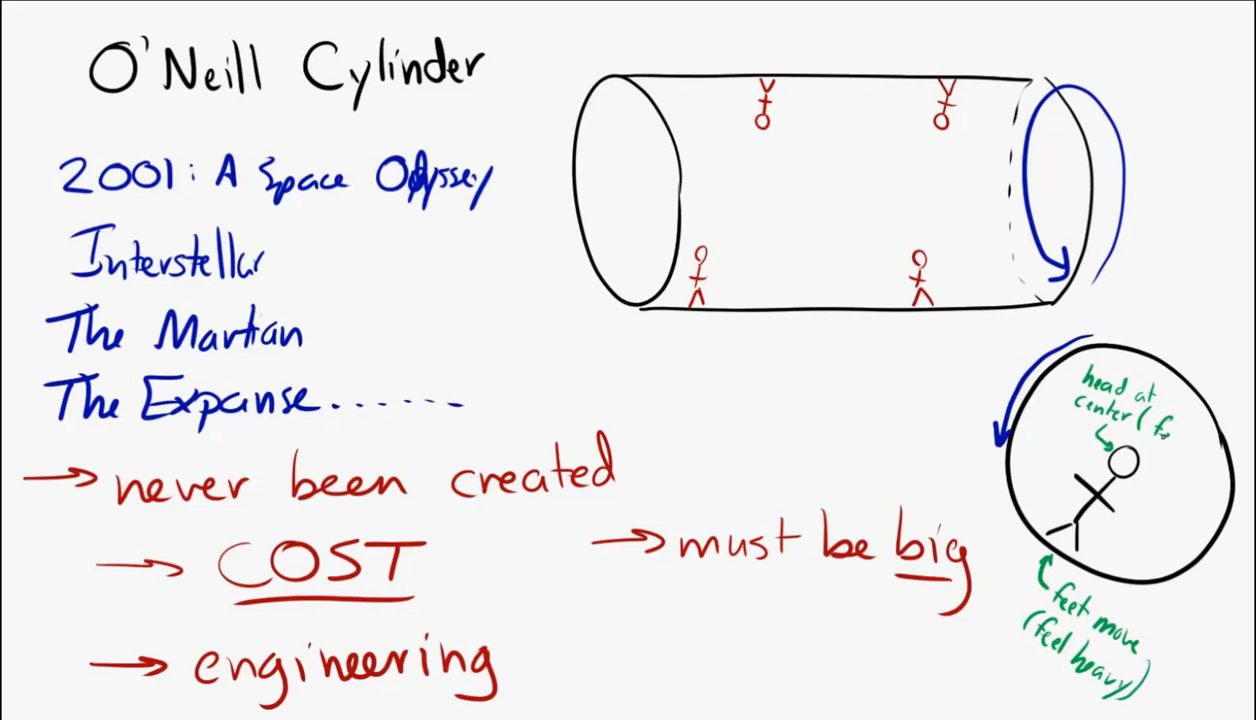 O'Neill Cylinder
2001: A Space Odyssey
Interstellar
The Martian
The Expanse.......
→ never been created
→ COST
→ engineering
→ must be big
head at
center (f
feet move
(feel heavy)